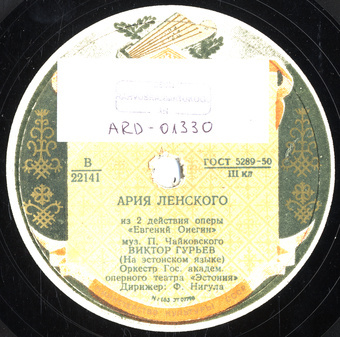 ARD-01330
В
22141
ГОСТ 5289-50
III кл
АРИЯ ЛЕНСКОГО
из 2 действия оперы
«Евгений Онегин»
муз. П. Чайковского
ВИКТОР ГУРЬЕВ
(На эстонском языке)
Оркестр Гос. академ.
оперного театра «Эстония»
Дирижер: Ф. Нигула